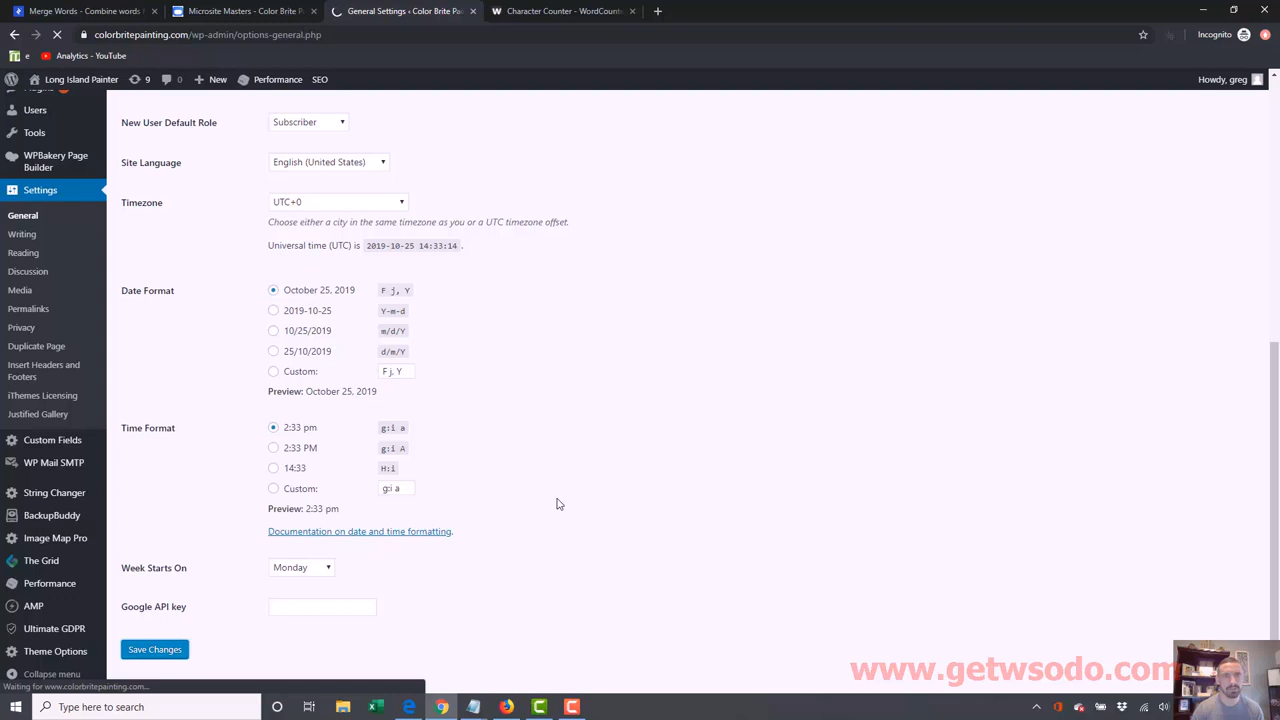 Merge Words - Combine words
Microsite Masters - Color Brite Pa
General Settings ‹ Color Brite Pai
Character Counter - WordCounte
colorbritepainting.com/wp-admin/options-general.php
Incognito
e
Analytics - YouTube
Long Island Painter
9
0
New
Performance
SEO
Howdy, greg
Plugins
Users
Tools
WPBakery Page
Builder
Settings
General
Writing
Reading
Discussion
Media
Permalinks
Privacy
Duplicate Page
Insert Headers and
Footers
iThemes Licensing
Justified Gallery
Custom Fields
WP Mail SMTP
String Changer
BackupBuddy
Image Map Pro
The Grid
Performance
AMP
Ultimate GDPR
Theme Options
Collapse menu
New User Default Role
Subscriber
Site Language
English (United States)
Timezone
UTC+0
Choose either a city in the same timezone as you or a UTC timezone offset.
Universal time (UTC) is 2019-10-25 14:33:14 .
Date Format
October 25, 2019 F j, Y
2019-10-25 Y-m-d
10/25/2019 m/d/Y
25/10/2019 d/m/Y
Custom: F j, Y
Preview: October 25, 2019
Time Format
2:33 pm g:i a
2:33 PM g:i A
14:33 H:i
Custom: g:i a
Preview: 2:33 pm
Documentation on date and time formatting.
Week Starts On
Monday
Google API key
Save Changes
www.getwsodo.com
Waiting for www.colorbritepainting.com...
Type here to search